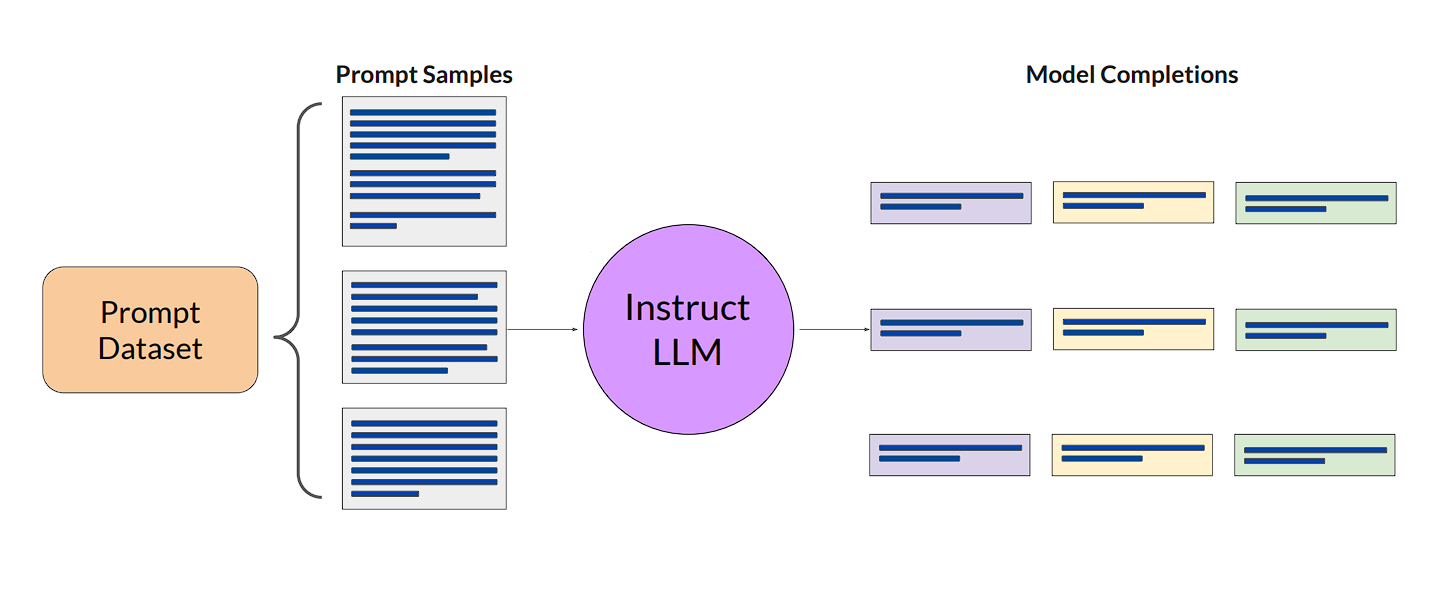 Prompt Samples
Model Completions
Prompt
Dataset
Instruct
LLM